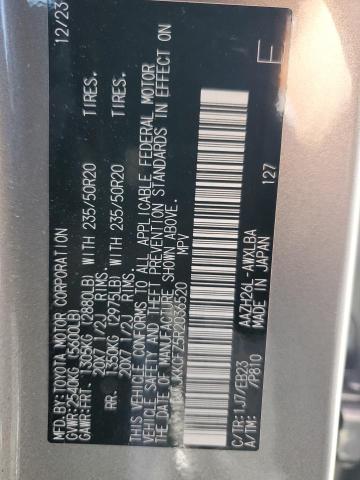 MFD.BY:TOYOTA MOTOR CORPORATION 12/23
GVWR:2540KG (5600LB)
GAWR:FRT. 1305KG (2880LB) WITH 235/50R20 TIRES.
20X7 1/2J RIMS.
RR. 1350KG (2975LB) WITH 235/50R20 TIRES.
20X7 1/2J RIMS.
THIS VEHICLE CONFORMS TO ALL APPLICABLE FEDERAL MOTOR
VEHICLE SAFETY AND THEFT PREVENTION STANDARDS IN EFFECT ON
THE DATE OF MANUFACTURE SHOWN ABOVE.
MPV
C/TR:1J7/EB23 AAZH26L-AWXLBA
A/TM: /P810 MADE IN JAPAN 127
E